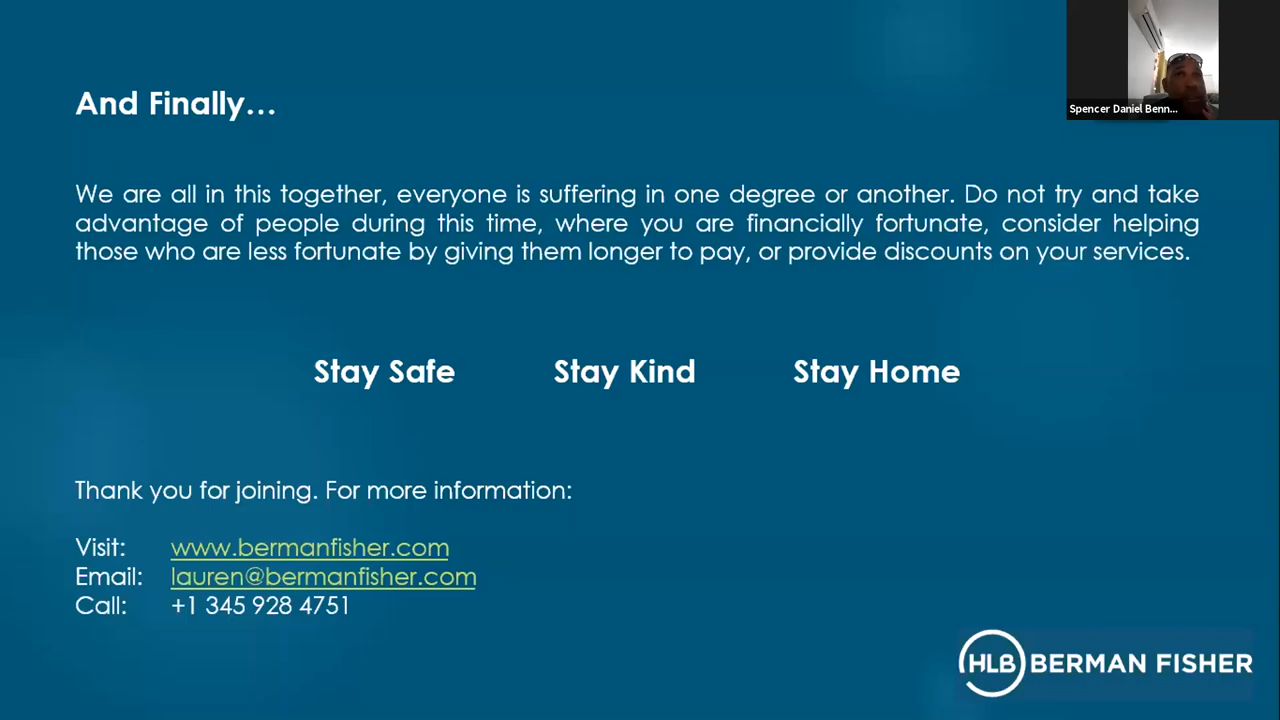 And Finally…
Spencer Daniel Benn...
We are all in this together, everyone is suffering in one degree or another. Do not try and take
advantage of people during this time, where you are financially fortunate, consider helping
those who are less fortunate by giving them longer to pay, or provide discounts on your services.
Stay Safe Stay Kind Stay Home
Thank you for joining. For more information:
Visit: www.bermanfisher.com
Email: lauren@bermanfisher.com
Call: +1 345 928 4751
HLB BERMAN FISHER